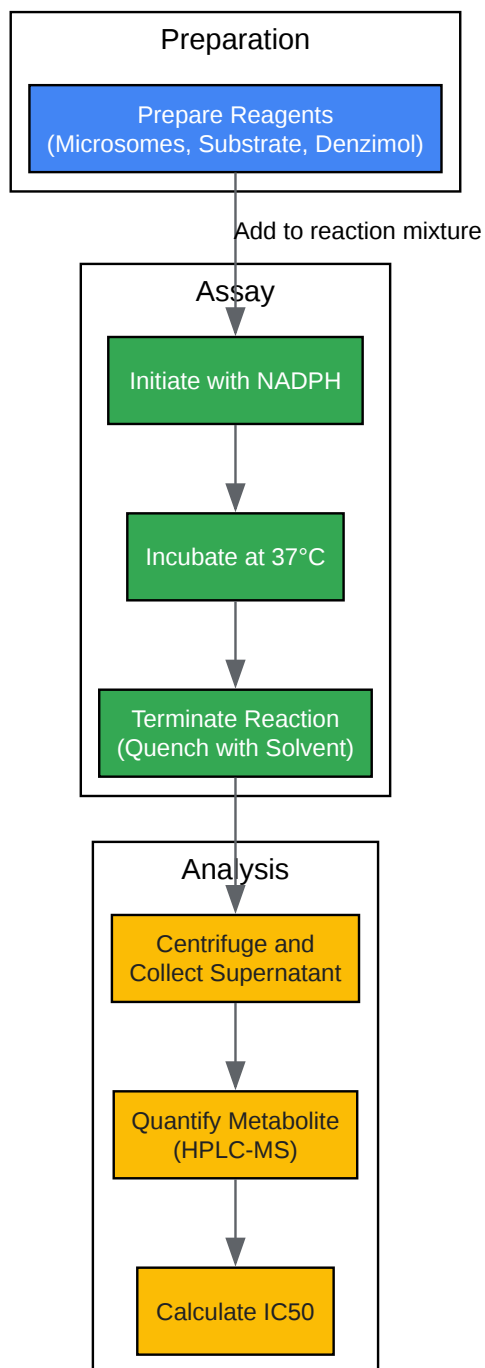 Preparation
Prepare Reagents
(Microsomes, Substrate, Denzimol)
Add to reaction mixture
Assay
Initiate with NADPH
Incubate at 37°C
Terminate Reaction
(Quench with Solvent)
Analysis
Centrifuge and
Collect Supernatant
Quantify Metabolite
(HPLC-MS)
Calculate IC50